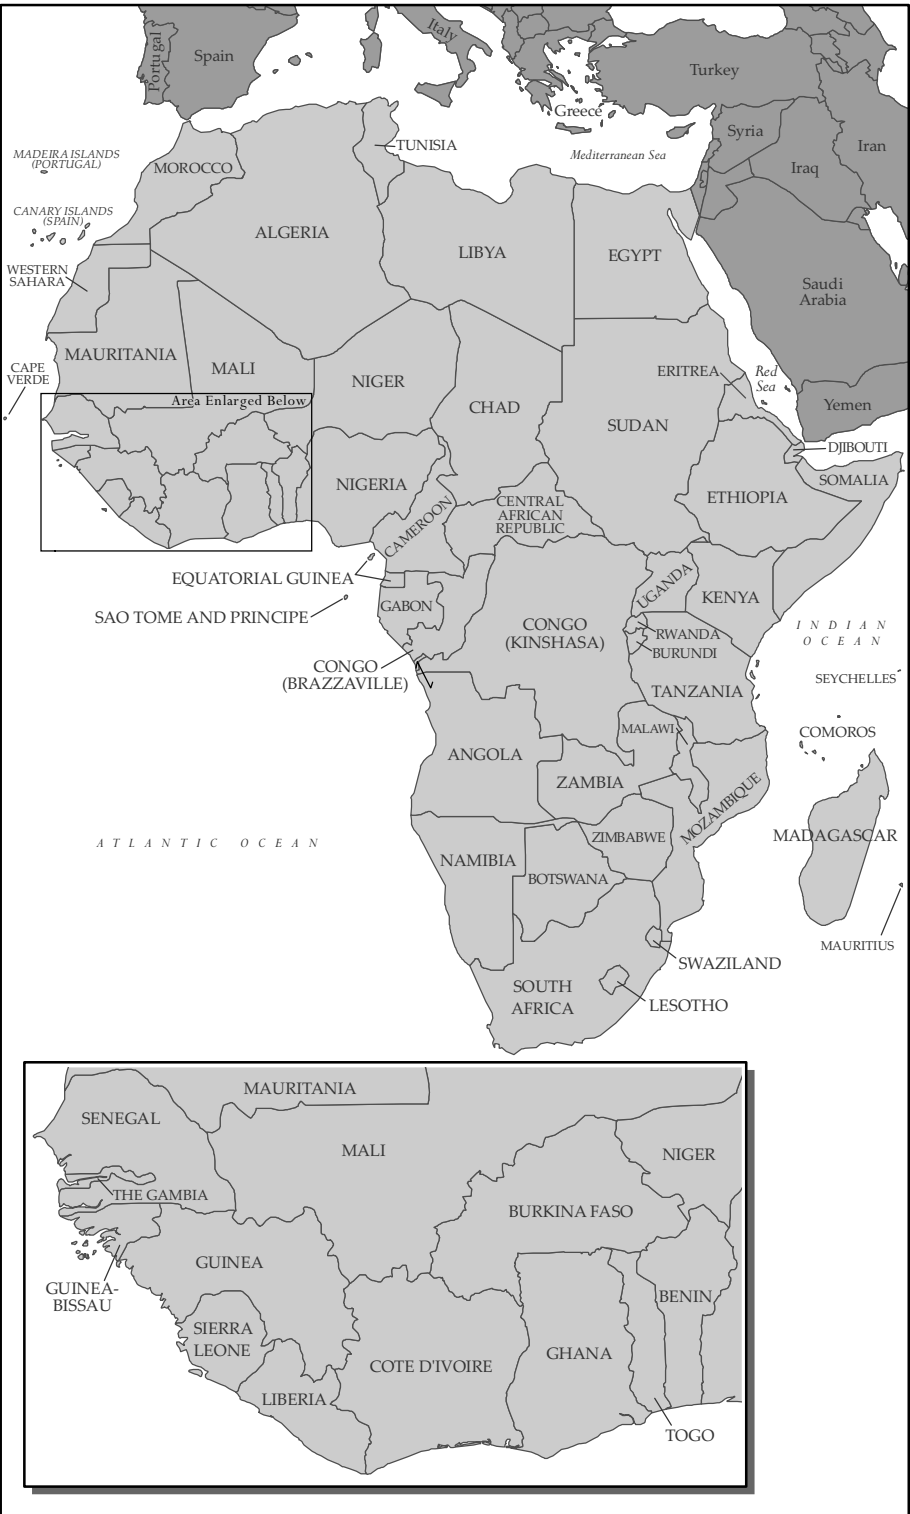 Portugal
Spain
Italy
Greece
Turkey
Syria
Iraq
Iran
Mediterranean Sea
MADEIRA ISLANDS
(PORTUGAL)
MOROCCO
TUNISIA
CANARY ISLANDS
(SPAIN)
ALGERIA
LIBYA
EGYPT
WESTERN
SAHARA
Saudi
Arabia
MAURITANIA
MALI
CAPE
VERDE
NIGER
CHAD
ERITREA
Red
Sea
Yemen
Area Enlarged Below
SUDAN
DJIBOUTI
NIGERIA
SOMALIA
ETHIOPIA
CENTRAL
AFRICAN
REPUBLIC
CAMEROON
EQUATORIAL GUINEA
UGANDA
KENYA
SAO TOME AND PRINCIPE
GABON
CONGO
(KINSHASA)
RWANDA
BURUNDI
INDIAN
OCEAN
CONGO
(BRAZZAVILLE)
SEYCHELLES
TANZANIA
MALAWI
COMOROS
ANGOLA
ZAMBIA
MOZAMBIQUE
ATLANTIC OCEAN
ZIMBABWE
MADAGASCAR
NAMIBIA
BOTSWANA
MAURITIUS
SWAZILAND
SOUTH
AFRICA
LESOTHO
MAURITANIA
SENEGAL
MALI
NIGER
THE GAMBIA
BURKINA FASO
GUINEA
GUINEA-
BISSAU
BENIN
SIERRA
LEONE
GHANA
COTE D'IVOIRE
LIBERIA
TOGO